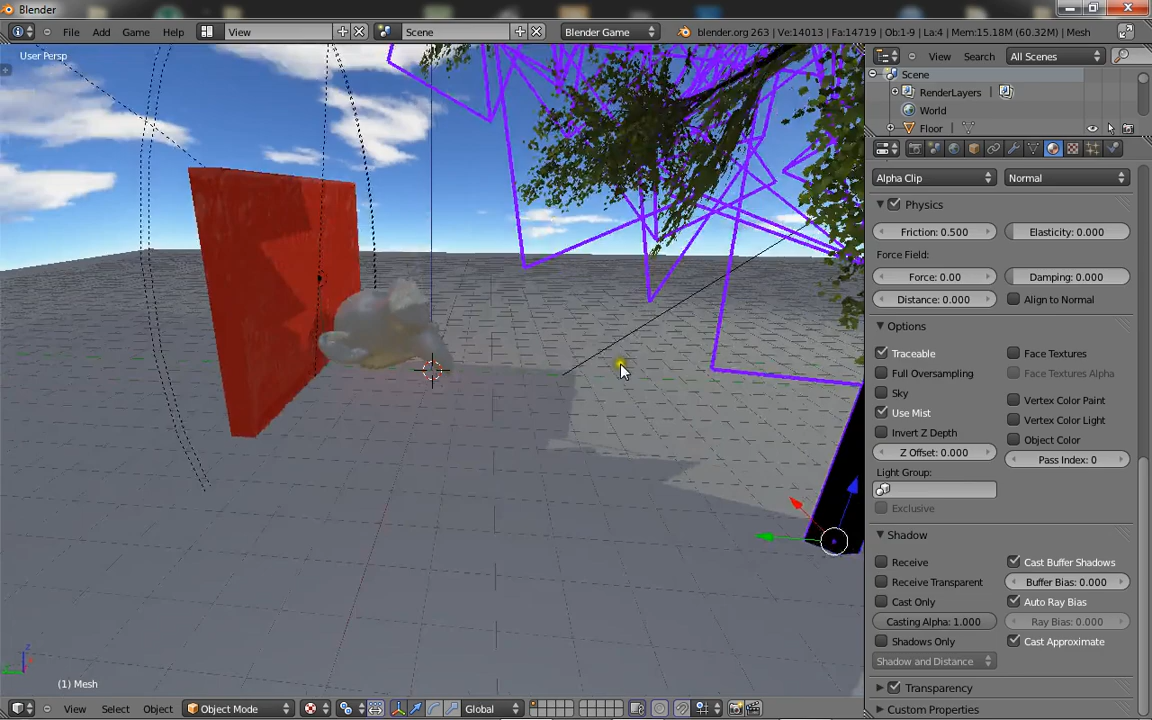 Blender
File Add Game Help View Scene Blender Game blender.org 263 | Ve:14013 | Fa:14719 | Ob:1-9 | La:4 | Mem:15.18M (60.32M) | Mesh
User Persp
View Search All Scenes
Scene
RenderLayers
World
Floor
Alpha Clip Normal
Physics
Friction: 0.500 Elasticity: 0.000
Force Field:
Force: 0.00 Damping: 0.000
Distance: 0.000 Align to Normal
Options
Traceable Face Textures
Full Oversampling Face Textures Alpha
Sky Vertex Color Paint
Use Mist Vertex Color Light
Invert Z Depth Object Color
Z Offset: 0.000 Pass Index: 0
Light Group:
Exclusive
Shadow
Receive Cast Buffer Shadows
Receive Transparent Buffer Bias: 0.000
Cast Only Auto Ray Bias
Casting Alpha: 1.000 Ray Bias: 0.000
Shadows Only Cast Approximate
Shadow and Distance
Transparency
Custom Properties
(1) Mesh
View Select Object Object Mode Global